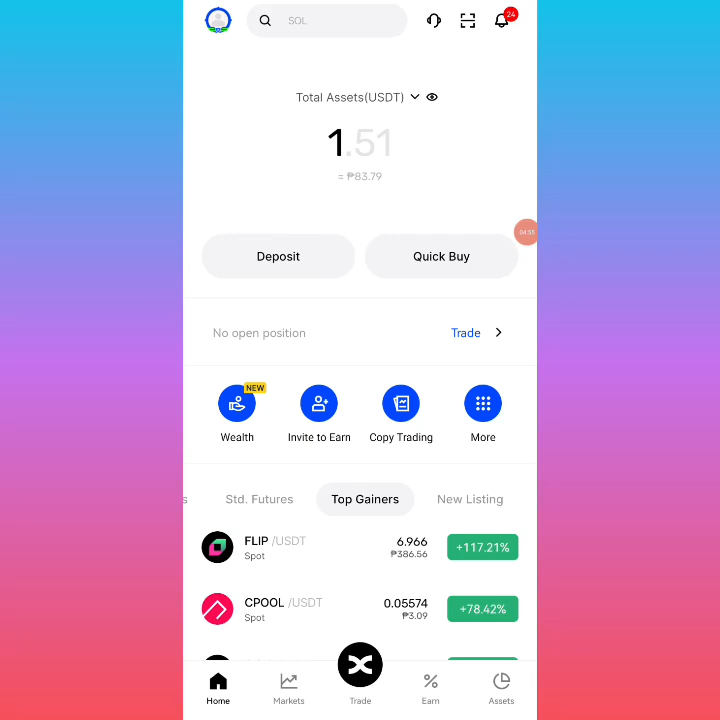 SOL
24
Total Assets(USDT)
1.51
= ₱83.79
04:55
Deposit
Quick Buy
No open position
Trade
NEW
Wealth
Invite to Earn
Copy Trading
More
s
Std. Futures
Top Gainers
New Listing
FLIP /USDT
6.966
+117.21%
Spot
₱386.56
CPOOL /USDT
0.05574
+78.42%
Spot
₱3.09
Home
Markets
Trade
Earn
Assets